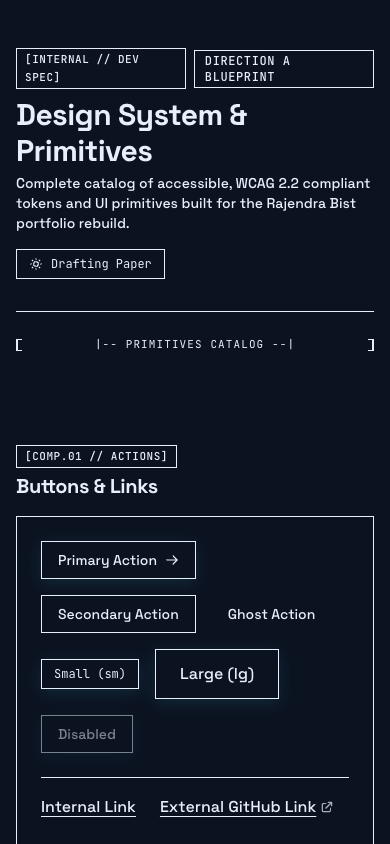 [INTERNAL // DEV
SPEC]
DIRECTION A
BLUEPRINT
Design System &
Primitives
Complete catalog of accessible, WCAG 2.2 compliant
tokens and UI primitives built for the Rajendra Bist
portfolio rebuild.
Drafting Paper
|-- PRIMITIVES CATALOG --|
[COMP.01 // ACTIONS]
Buttons & Links
Primary Action →
Secondary Action
Ghost Action
Small (sm)
Large (lg)
Disabled
Internal Link
External GitHub Link